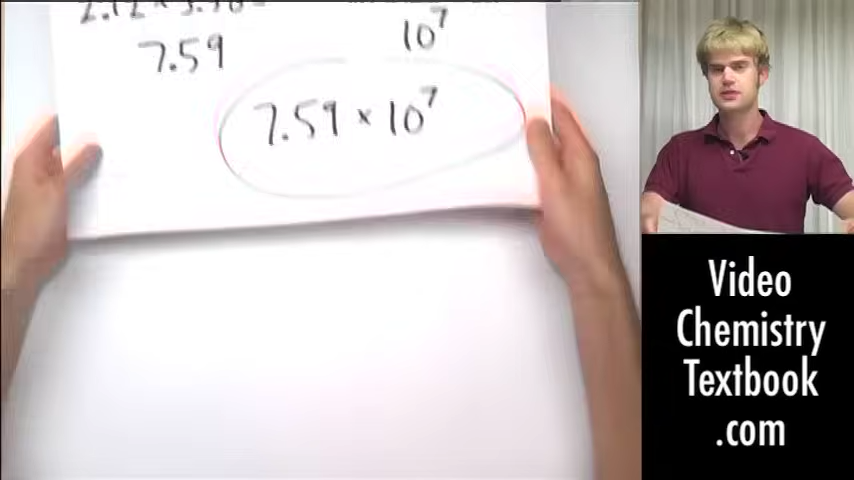 7.59 10⁷
7.59 × 10⁷
Video
Chemistry
Textbook
.com